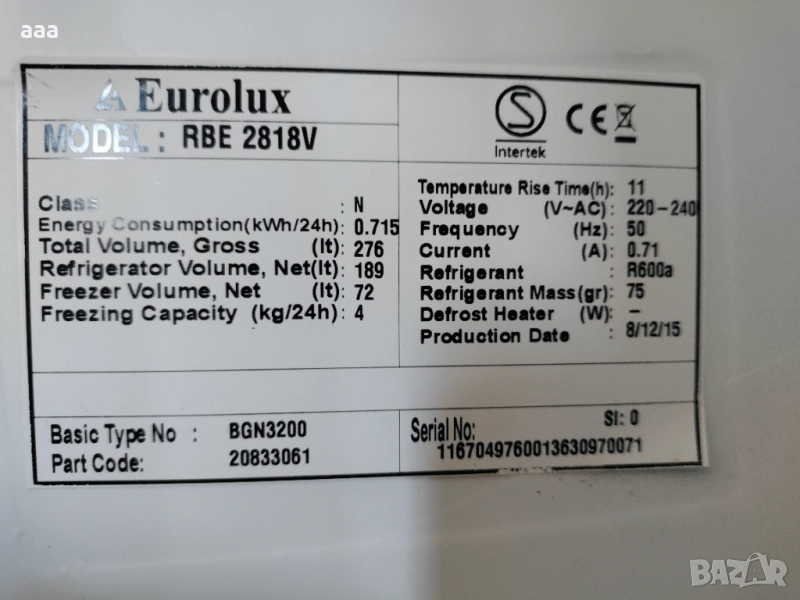 aaa
Eurolux
MODEL : RBE 2818V
S
Intertek
CE
Class : N
Energy Consumption(kWh/24h): 0.715
Total Volume, Gross (lt): 276
Refrigerator Volume, Net(lt): 189
Freezer Volume, Net (lt): 72
Freezing Capacity (kg/24h): 4
Temperature Rise Time(h): 11
Voltage (V~AC): 220-240
Frequency (Hz): 50
Current (A): 0.71
Refrigerant : R600a
Refrigerant Mass(gr): 75
Defrost Heater (W): -
Production Date : 8/12/15
Basic Type No : BGN3200
Part Code: 20833061
Serial No: SI: 0
1167049760013630970071
BAZAR